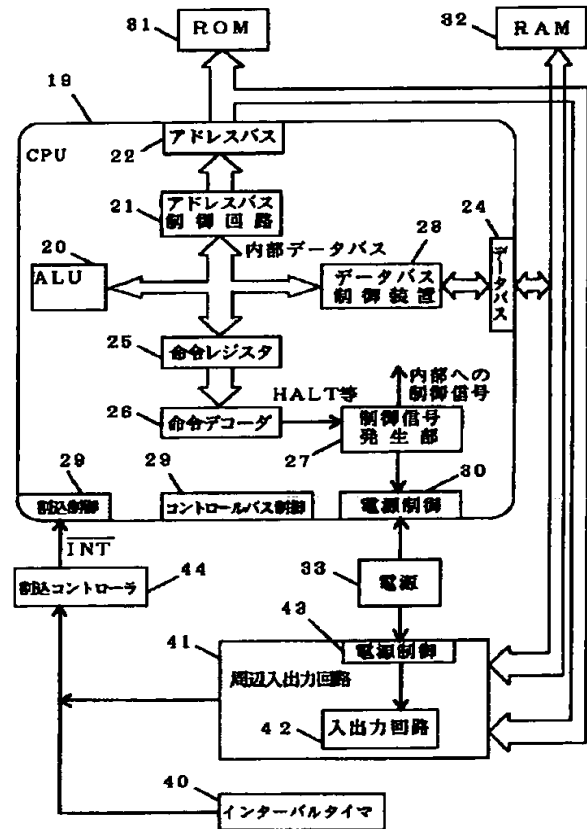 31
ROM
32
RAM
19
CPU
22
アドレスバス
21
アドレスバス
制御回路
内部データバス
20
ALU
28
データバス
制御装置
24
データバス
25
命令レジスタ
26
命令デコーダ
HALT等
内部への
制御信号
制御信号
発生部
27
29
割込制御
29
コントロールバス制御
30
電源制御
INT
44
割込コントローラ
33
電源
43
41
電源制御
周辺入出力回路
42
入出力回路
40
インターバルタイマ